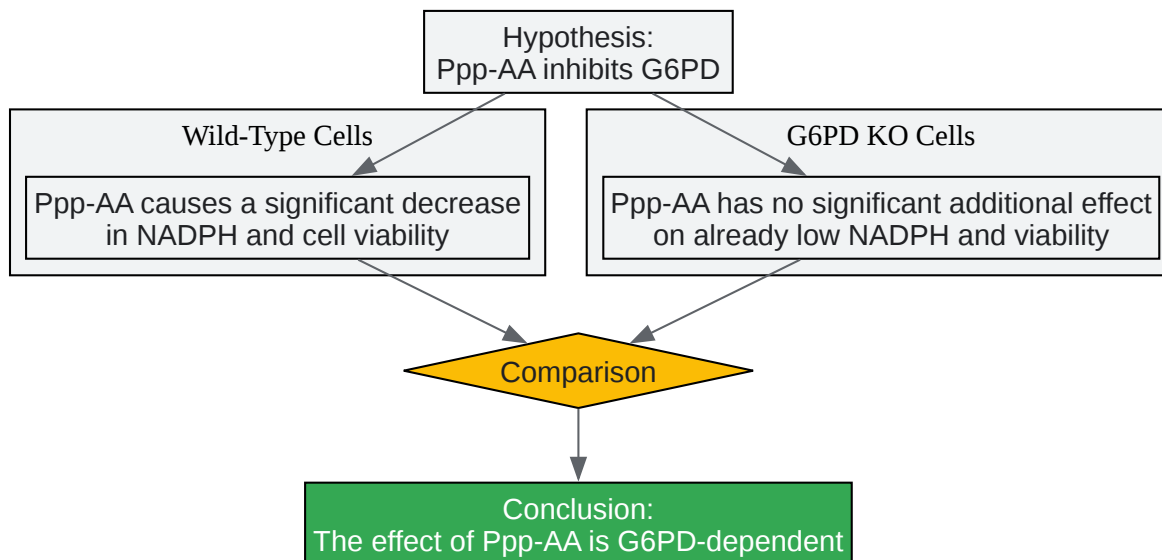 Hypothesis:
Ppp-AA inhibits G6PD
Wild-Type Cells
Ppp-AA causes a significant decrease
in NADPH and cell viability
G6PD KO Cells
Ppp-AA has no significant additional effect
on already low NADPH and viability
Comparison
Conclusion:
The effect of Ppp-AA is G6PD-dependent